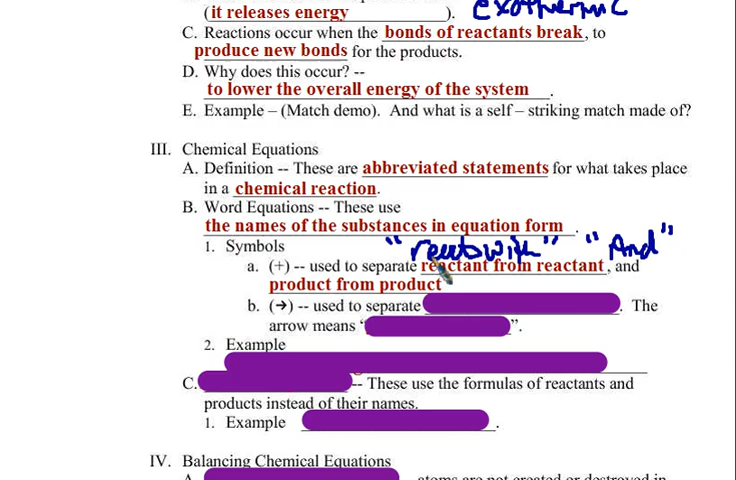 (it releases energy ). exothermic
C. Reactions occur when the bonds of reactants break, to
produce new bonds for the products.
D. Why does this occur? --
to lower the overall energy of the system .
E. Example – (Match demo). And what is a self – striking match made of?
III. Chemical Equations
A. Definition -- These are abbreviated statements for what takes place
in a chemical reaction.
B. Word Equations -- These use
the names of the substances in equation form .
1. Symbols "reacts with" "And"
a. (+) -- used to separate reactant from reactant, and
product from product
b. (→) -- used to separate . The
arrow means " ".
2. Example
C. -- These use the formulas of reactants and
products instead of their names.
1. Example .
IV. Balancing Chemical Equations